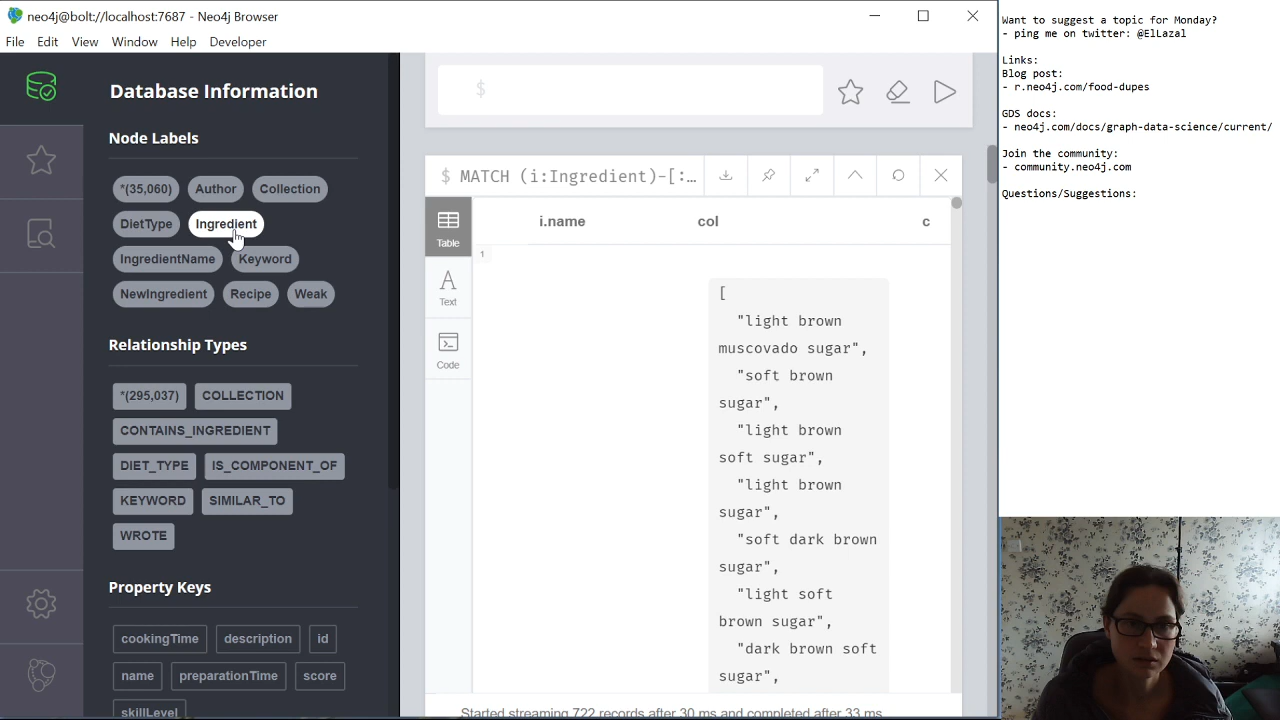 neo4j@bolt://localhost:7687 - Neo4j Browser
File Edit View Window Help Developer
Database Information
Node Labels
*(35,060) Author Collection
DietType Ingredient
IngredientName Keyword
NewIngredient Recipe Weak
Relationship Types
*(295,037) COLLECTION
CONTAINS_INGREDIENT
DIET_TYPE IS_COMPONENT_OF
KEYWORD SIMILAR_TO
WROTE
Property Keys
cookingTime description id
name preparationTime score
skillLevel
$
$ MATCH (i:Ingredient)-[:…
Table
Text
Code
i.name col c
1
[
"light brown
muscovado sugar",
"soft brown
sugar",
"light brown
soft sugar",
"light brown
sugar",
"soft dark brown
sugar",
"light soft
brown sugar",
"dark brown soft
sugar",
Started streaming 722 records after 30 ms and completed after 33 ms.
Want to suggest a topic for Monday?
- ping me on twitter: @ElLazal
Links:
Blog post:
- r.neo4j.com/food-dupes
GDS docs:
- neo4j.com/docs/graph-data-science/current/
Join the community:
- community.neo4j.com
Questions/Suggestions: